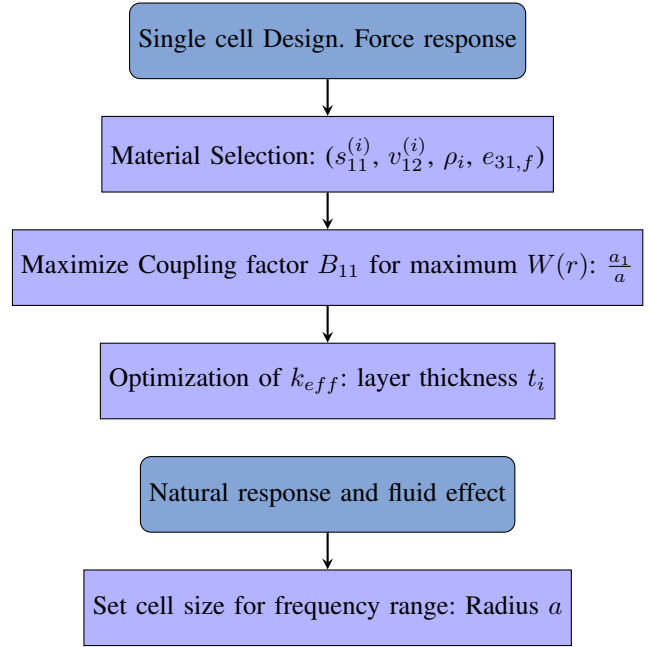 Single cell Design. Force response
Material Selection: (s_{11}^{(i)}, v_{12}^{(i)}, ρ_i, e_{31,f})
Maximize Coupling factor B_{11} for maximum W(r): \frac{a_1}{a}
Optimization of k_{eff}: layer thickness t_i
Natural response and fluid effect
Set cell size for frequency range: Radius a